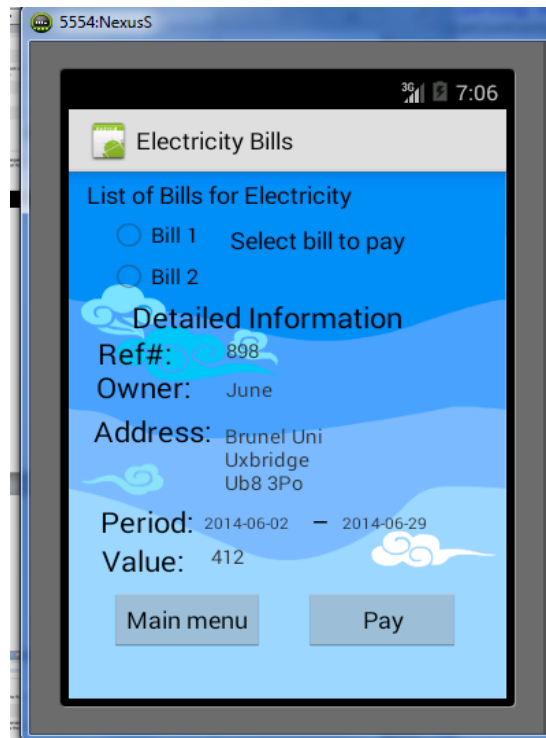 5554:NexusS
3G 7:06
Electricity Bills
List of Bills for Electricity
Bill 1 Select bill to pay
Bill 2
Detailed Information
Ref#: 898
Owner: June
Address: Brunel Uni
Uxbridge
Ub8 3Po
Period: 2014-06-02 – 2014-06-29
Value: 412
Main menu Pay